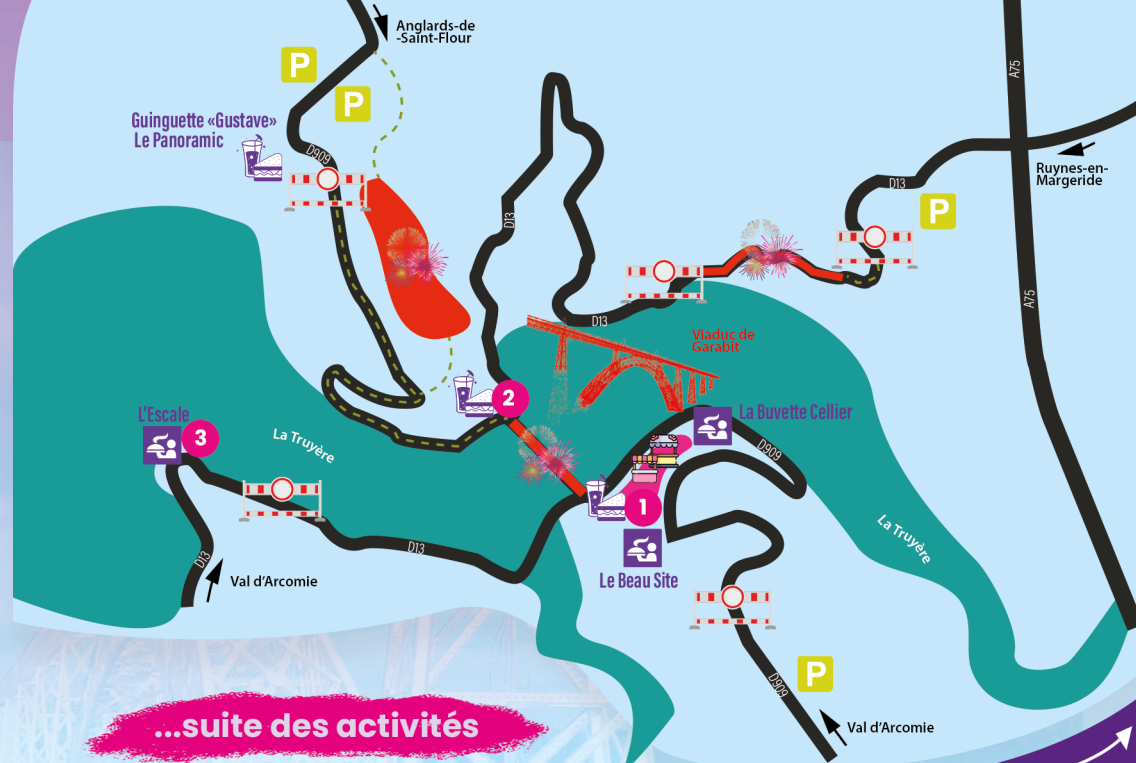 Anglards-de-
-Saint-Flour
P
P
Guinguette «Gustave»
Le Panoramic
D909
A75
Ruynes-en-
Margeride
D13
P
D13
A75
D13
Viaduc de
Garabit
2
La Buvette Cellier
L'Escale
3
La Truyère
D909
1
La Truyère
D13
Le Beau Site
D13
Val d'Arcomie
P
D909
Val d'Arcomie
...suite des activités